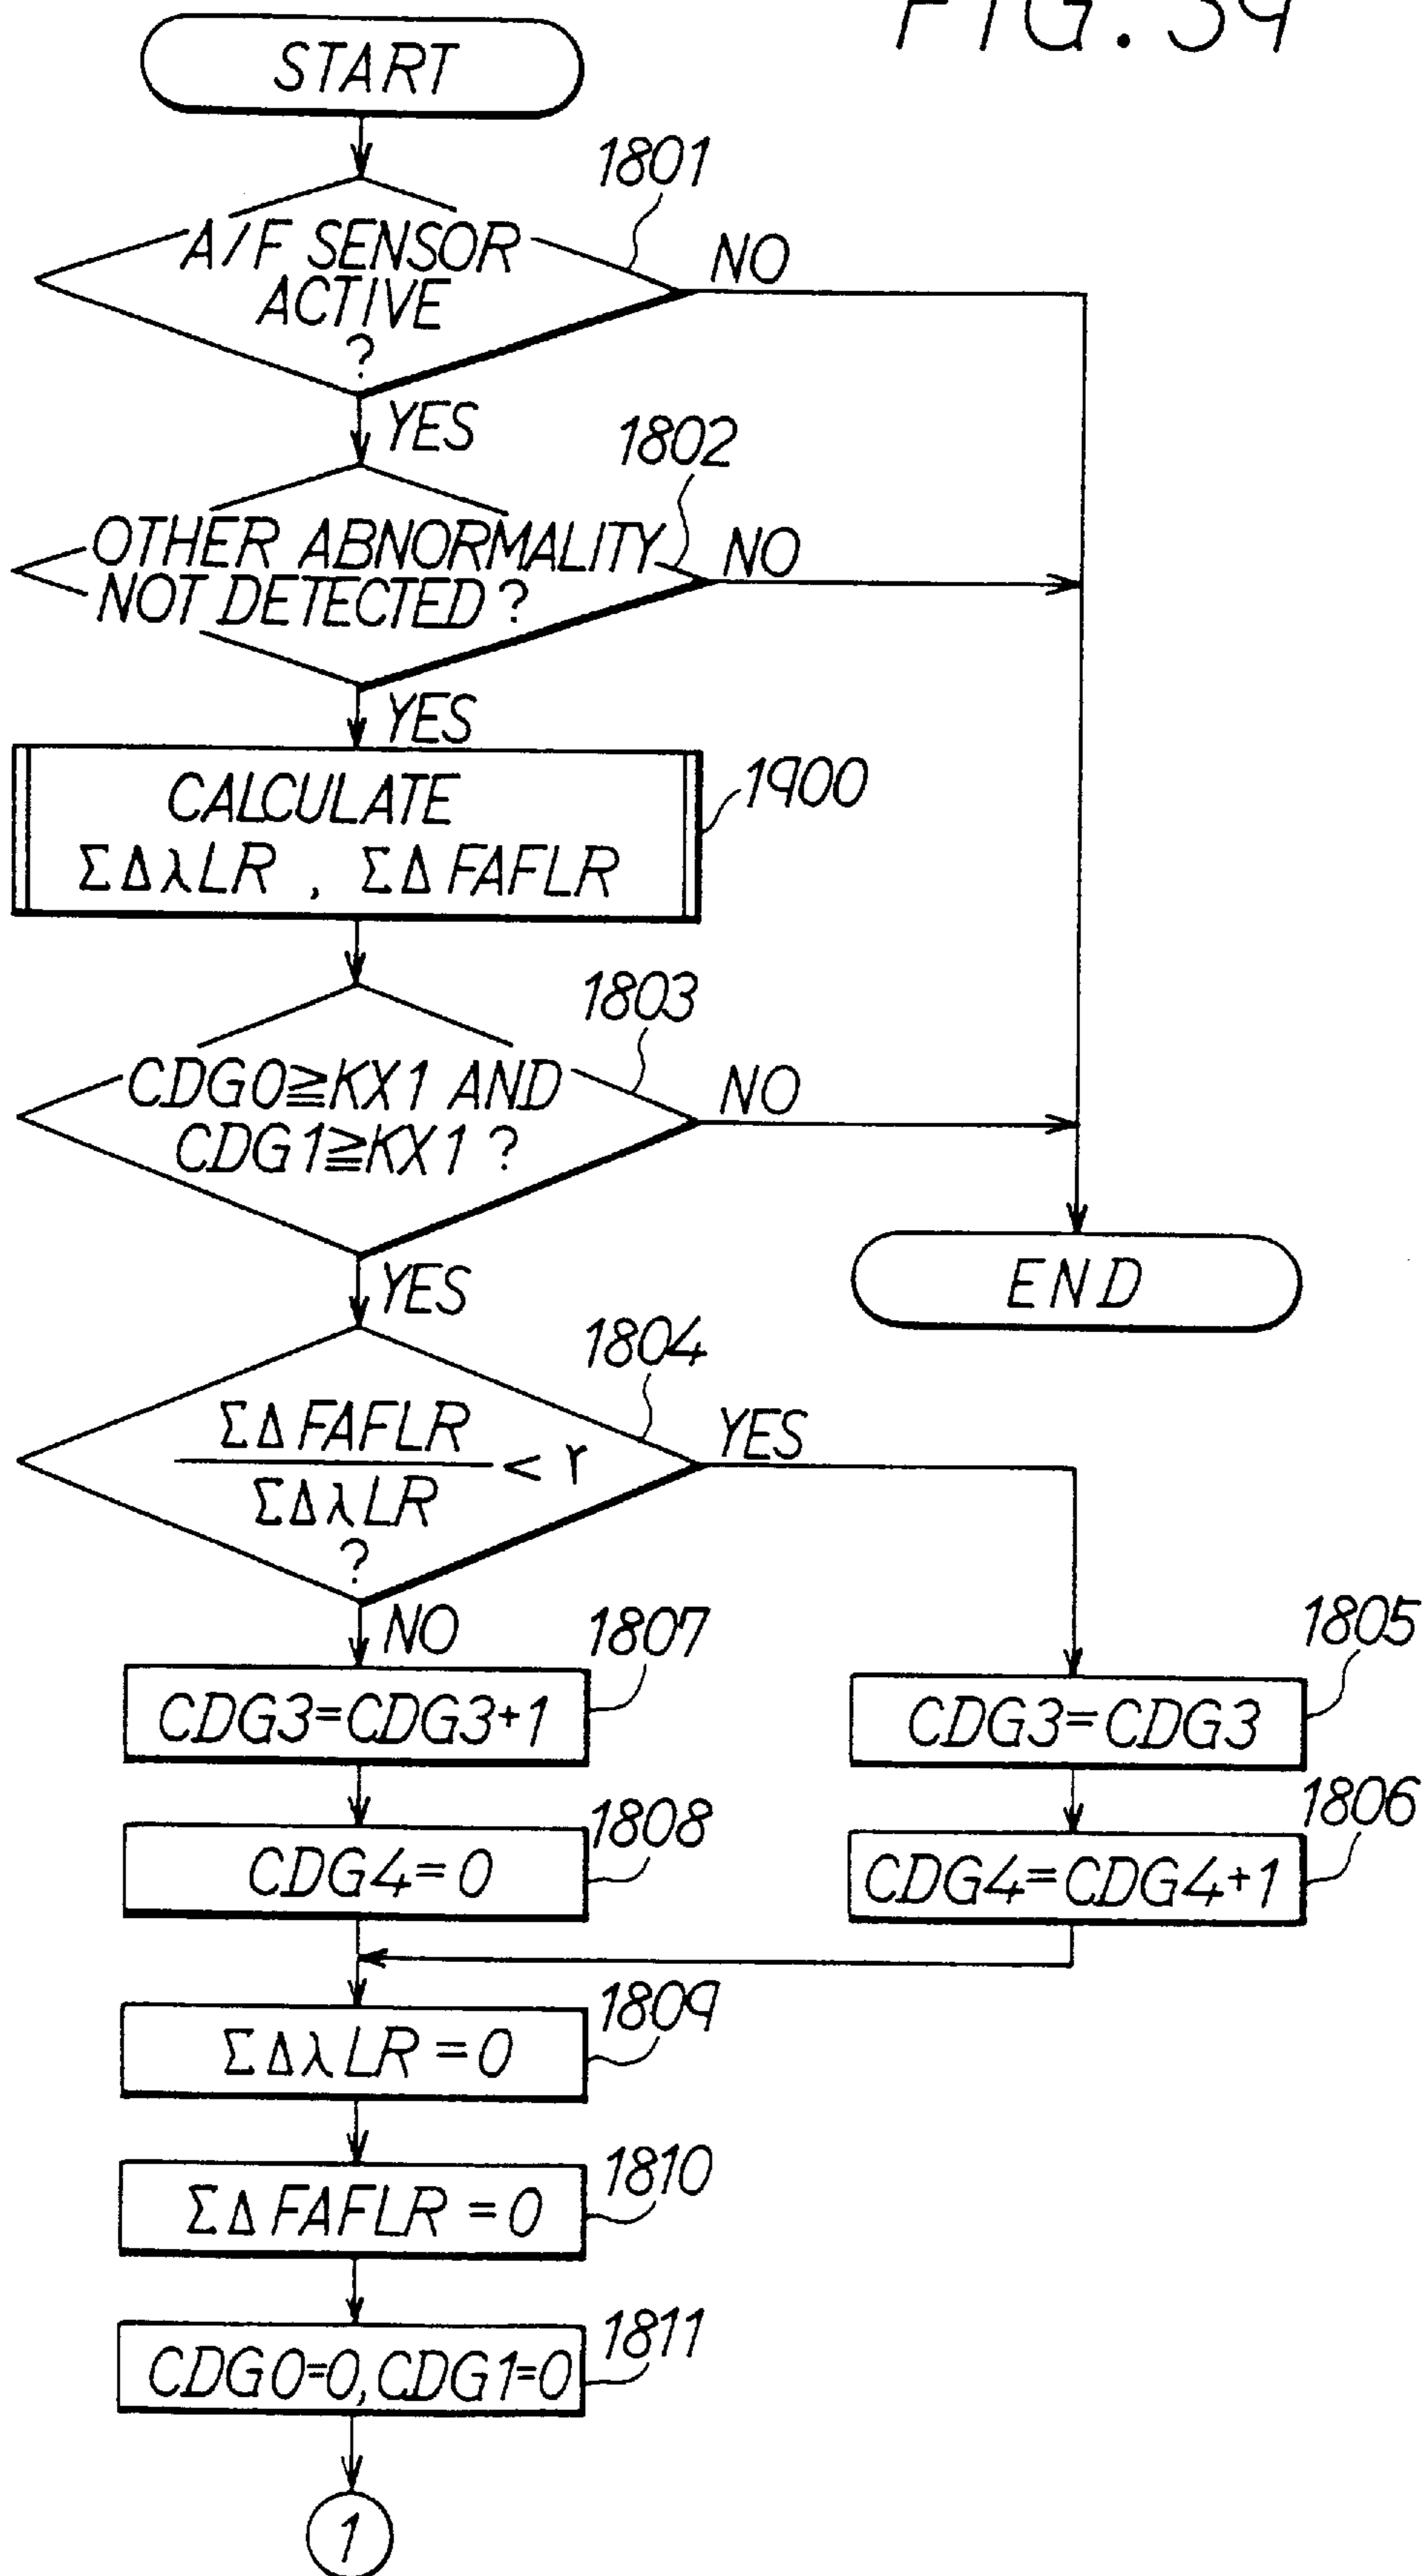 FIG. 39
START
1801
A/F SENSOR
ACTIVE
?
NO
YES
1802
OTHER ABNORMALITY
NOT DETECTED ?
NO
YES
CALCULATE
ΣΔλLR , ΣΔFAFLR
1900
1803
CDG0≧KX1 AND
CDG1≧KX1 ?
NO
END
YES
1804
ΣΔFAFLR
ΣΔλLR
< r
?
YES
NO
1807
CDG3=CDG3+1
1805
CDG3=CDG3
1808
CDG4=0
1806
CDG4=CDG4+1
1809
ΣΔλLR=0
1810
ΣΔFAFLR=0
1811
CDG0=0,CDG1=0
1